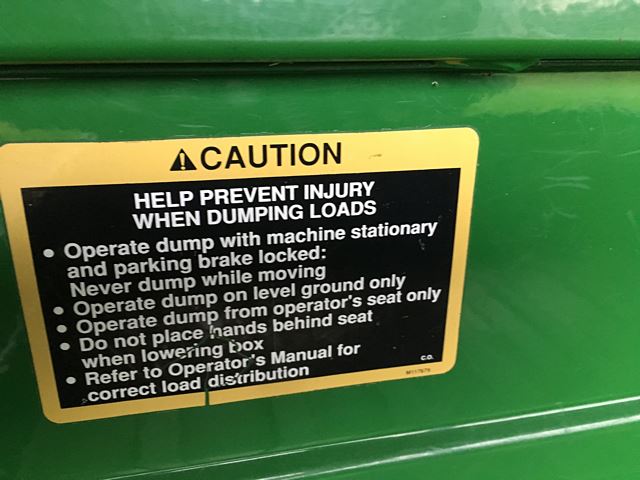 CAUTION
HELP PREVENT INJURY
WHEN DUMPING LOADS
• Operate dump with machine stationary
and parking brake locked:
Never dump while moving
• Operate dump on level ground only
• Operate dump from operator's seat only
• Do not place hands behind seat
when lowering box
• Refer to Operator's Manual for
correct load distribution
C.O.